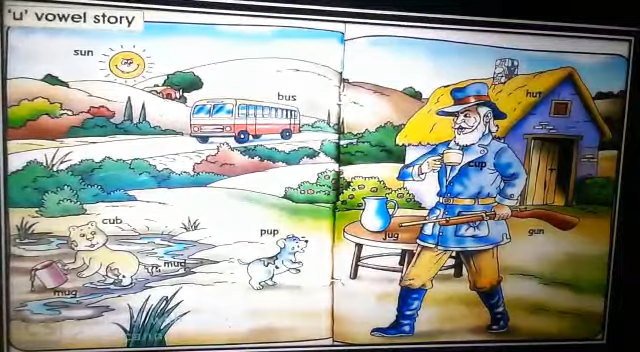 'u' vowel story
sun
bus
hut
cup
cub
pup
jug
gun
mud
mug